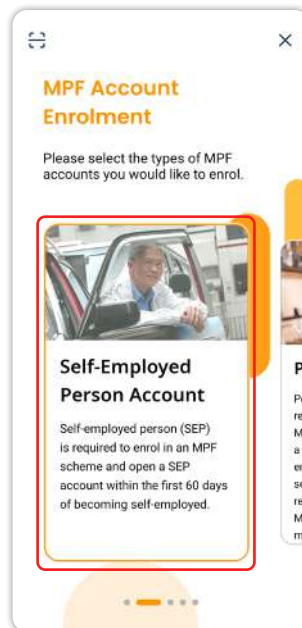 MPF Account
Enrolment
Please select the types of MPF
accounts you would like to enrol.
Self-Employed
Person Account
Self-employed person (SEP)
is required to enrol in an MPF
scheme and open a SEP
account within the first 60 days
of becoming self-employed.